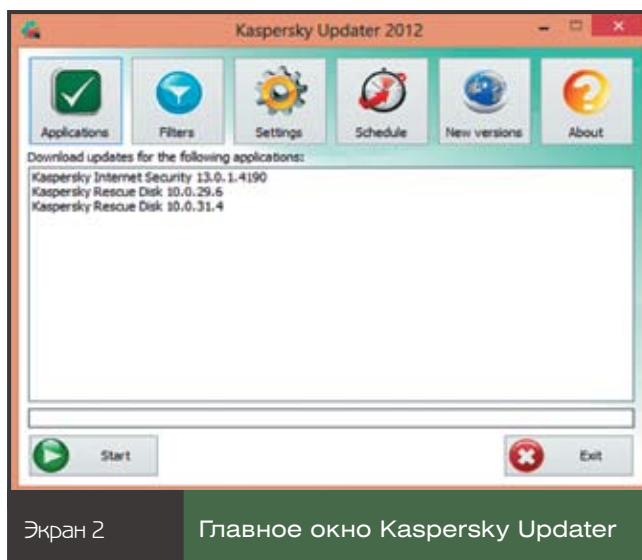 Kaspersky Updater 2012
Applications Filters Settings Schedule New versions About
Download updates for the following applications:
Kaspersky Internet Security 13.0.1.4190
Kaspersky Rescue Disk 10.0.29.6
Kaspersky Rescue Disk 10.0.31.4
Start Exit
Экран 2 Главное окно Kaspersky Updater